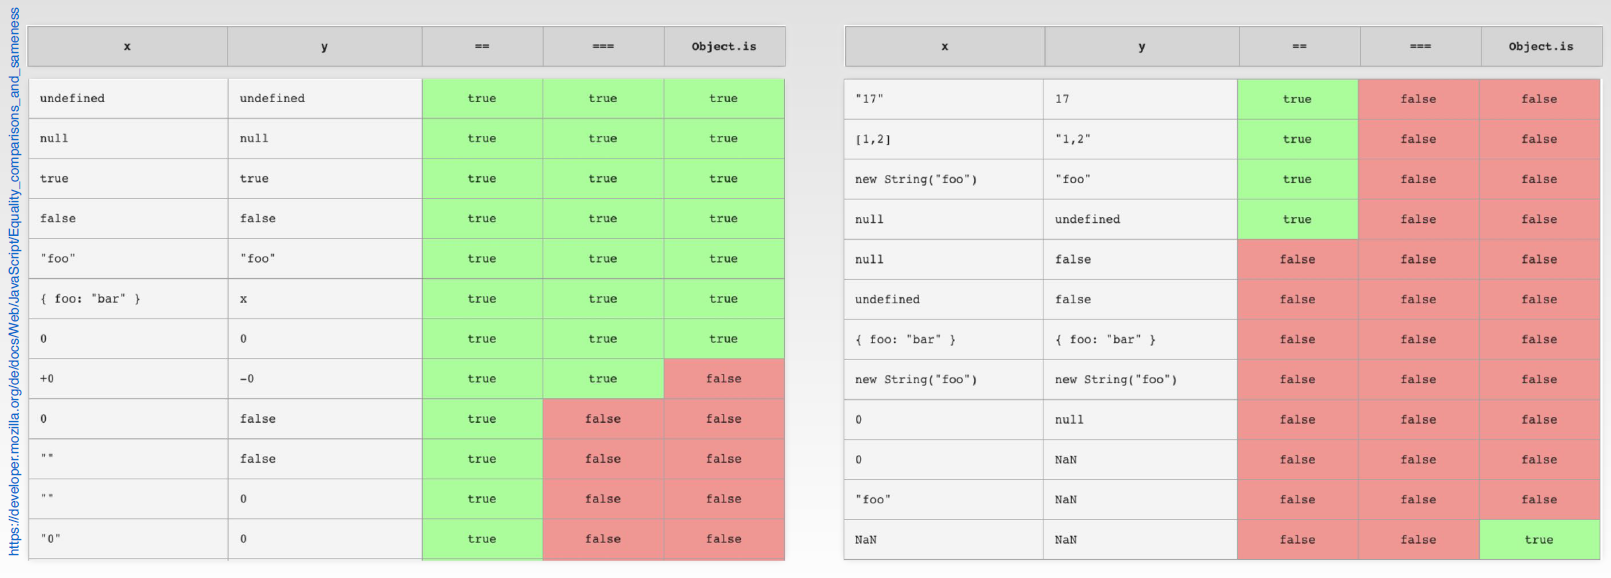 https://developer.mozilla.org/de/docs/Web/JavaScript/Equality_comparisons_and_sameness
x y == === Object.is
undefined undefined true true true
null null true true true
true true true true true
false false true true true
"foo" "foo" true true true
{ foo: "bar" } x true true true
0 0 true true true
+0 -0 true true false
0 false true false false
"" false true false false
"" 0 true false false
"0" 0 true false false
x y == === Object.is
"17" 17 true false false
[1,2] "1,2" true false false
new String("foo") "foo" true false false
null undefined true false false
null false false false false
undefined false false false false
{ foo: "bar" } { foo: "bar" } false false false
new String("foo") new String("foo") false false false
0 null false false false
0 NaN false false false
"foo" NaN false false false
NaN NaN false false true